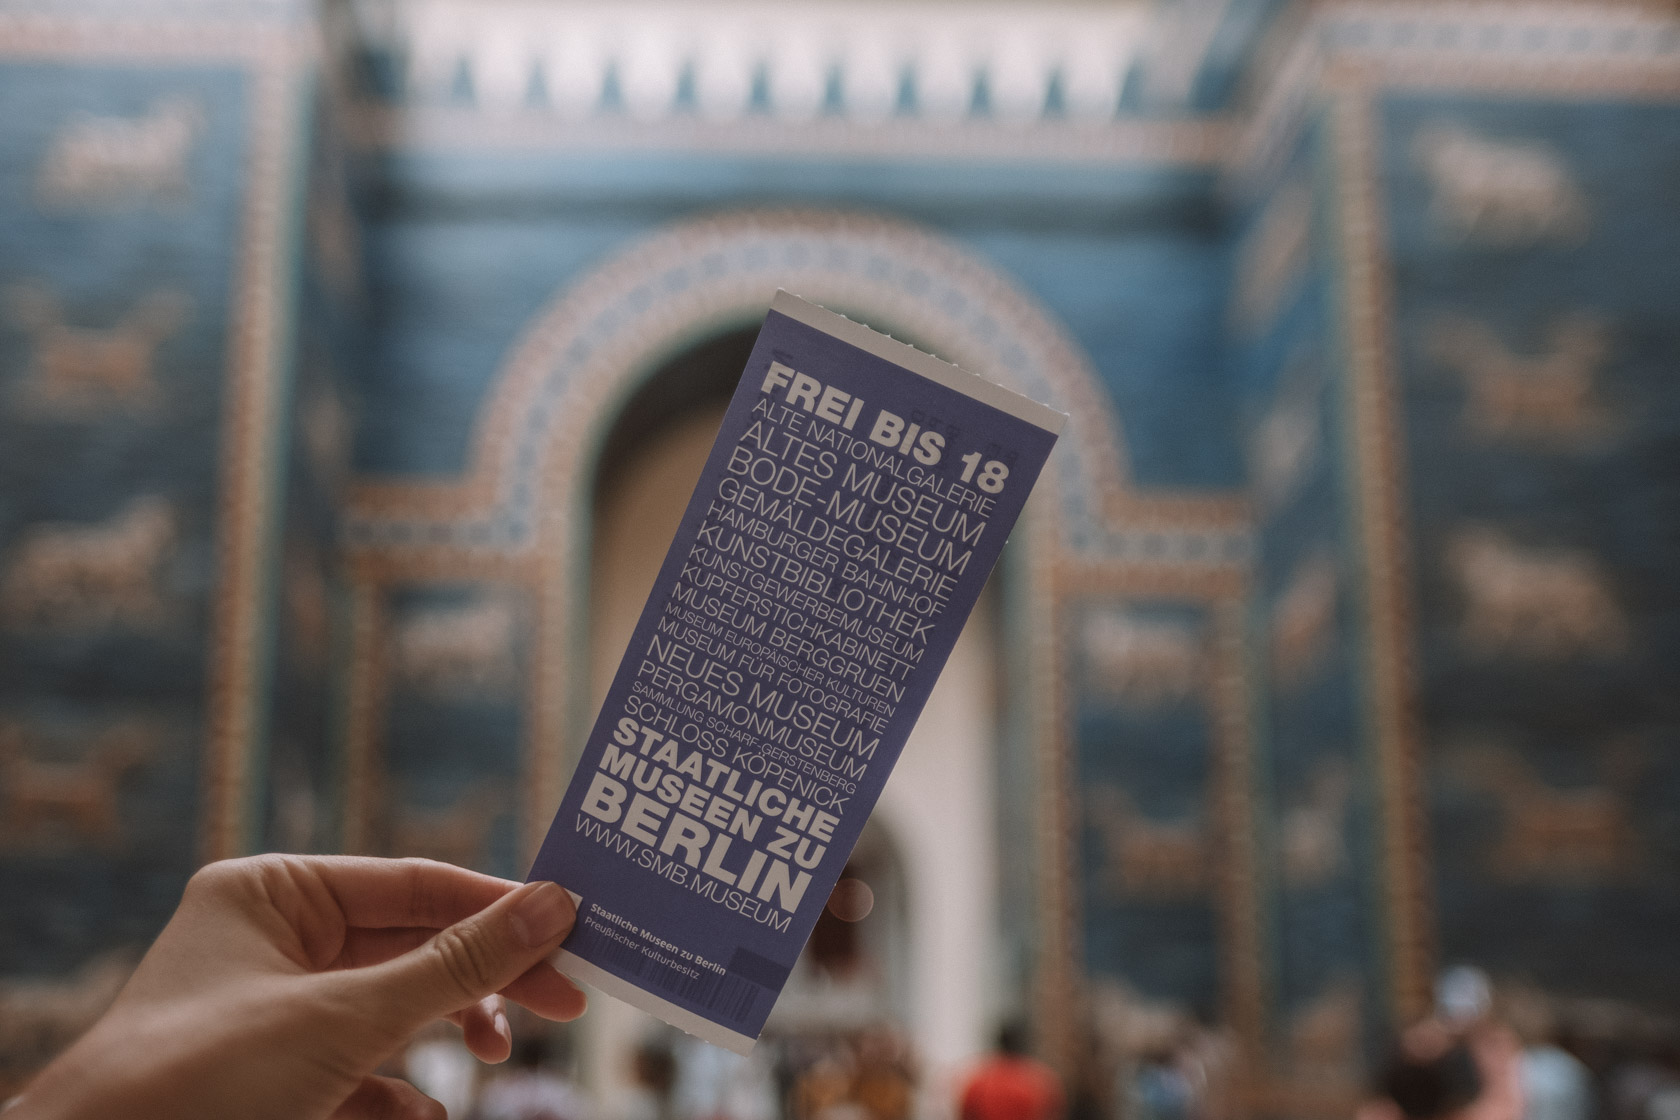 FREI BIS 18
ALTE NATIONALGALERIE
ALTES MUSEUM
BODE-MUSEUM
GEMÄLDEGALERIE
HAMBURGER BAHNHOF
KUNSTBIBLIOTHEK
KUNSTGEWERBEMUSEUM
KUPFERSTICHKABINETT
MUSEUM BERGGRUEN
MUSEUM EUROPÄISCHER KULTUREN
MUSEUM FÜR FOTOGRAFIE
NEUES MUSEUM
PERGAMONMUSEUM
SAMMLUNG SCHARF-GERSTENBERG
SCHLOSS KÖPENICK
STAATLICHE
MUSEEN ZU
BERLIN
WWW.SMB.MUSEUM
Staatliche Museen zu Berlin
Preußischer Kulturbesitz